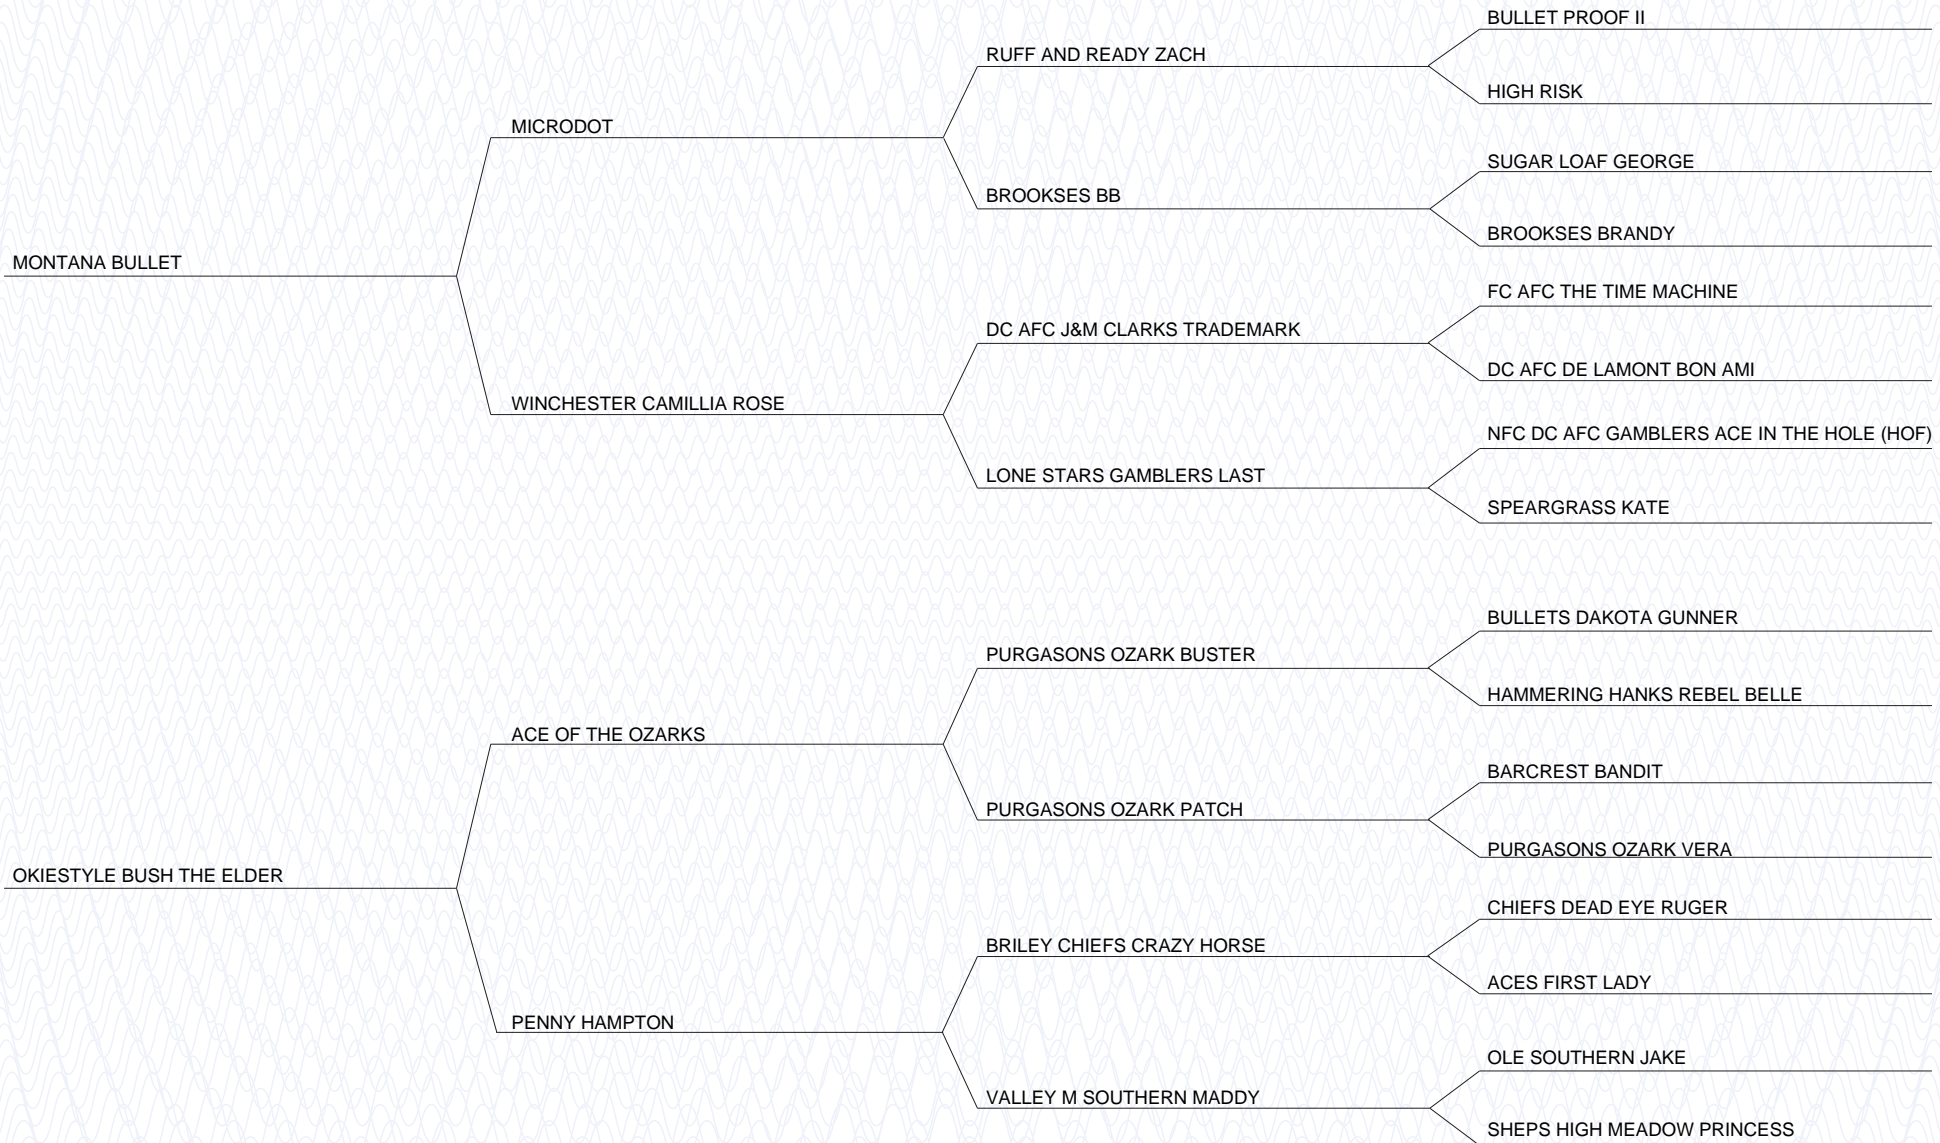 BULLET PROOF II
RUFF AND READY ZACH
HIGH RISK
MICRODOT
SUGAR LOAF GEORGE
BROOKSES BB
BROOKSES BRANDY
MONTANA BULLET
FC AFC THE TIME MACHINE
DC AFC J&M CLARKS TRADEMARK
DC AFC DE LAMONT BON AMI
WINCHESTER CAMILLIA ROSE
NFC DC AFC GAMBLERS ACE IN THE HOLE (HOF)
LONE STARS GAMBLERS LAST
SPEARGRASS KATE
BULLETS DAKOTA GUNNER
PURGASONS OZARK BUSTER
HAMMERING HANKS REBEL BELLE
ACE OF THE OZARKS
BARCREST BANDIT
PURGASONS OZARK PATCH
PURGASONS OZARK VERA
OKIESTYLE BUSH THE ELDER
CHIEFS DEAD EYE RUGER
BRILEY CHIEFS CRAZY HORSE
ACES FIRST LADY
PENNY HAMPTON
OLE SOUTHERN JAKE
VALLEY M SOUTHERN MADDY
SHEPS HIGH MEADOW PRINCESS